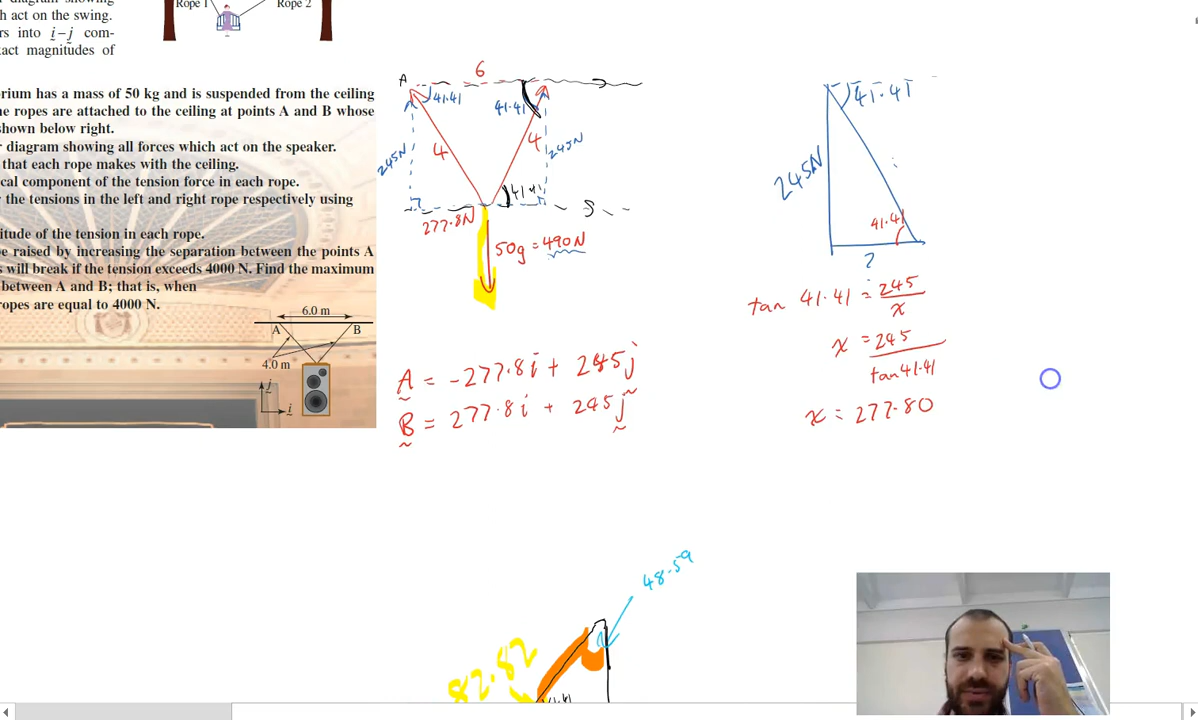 diagram showing
h act on the swing.
rs into i – j com-
act magnitudes of
Rope 1
Rope 2
rium has a mass of 50 kg and is suspended from the ceiling
e ropes are attached to the ceiling at points A and B whose
shown below right.
diagram showing all forces which act on the speaker.
that each rope makes with the ceiling.
cal component of the tension force in each rope.
the tensions in the left and right rope respectively using
itude of the tension in each rope.
e raised by increasing the separation between the points A
s will break if the tension exceeds 4000 N. Find the maximum
between A and B; that is, when
opes are equal to 4000 N.
6.0 m
A
B
4.0 m
j
i
A
6
41.41
41.41
245N
4
4
245N
41.41
277.8N
50g = 490N
A = -277.8i + 245j
B = 277.8i + 245j
41.41
245N
41.41
?
tan 41.41 = 245/x
x = 245/tan 41.41
x = 277.80
48.59
82.82